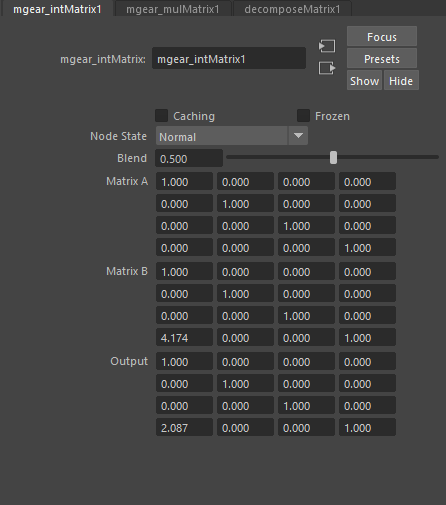 mgear_intMatrix1 mgear_mulMatrix1 decomposeMatrix1
Focus
mgear_intMatrix: mgear_intMatrix1 Presets
Show Hide
Caching Frozen
Node State Normal
Blend 0.500
Matrix A 1.000 0.000 0.000 0.000
0.000 1.000 0.000 0.000
0.000 0.000 1.000 0.000
0.000 0.000 0.000 1.000
Matrix B 1.000 0.000 0.000 0.000
0.000 1.000 0.000 0.000
0.000 0.000 1.000 0.000
4.174 0.000 0.000 1.000
Output 1.000 0.000 0.000 0.000
0.000 1.000 0.000 0.000
0.000 0.000 1.000 0.000
2.087 0.000 0.000 1.000